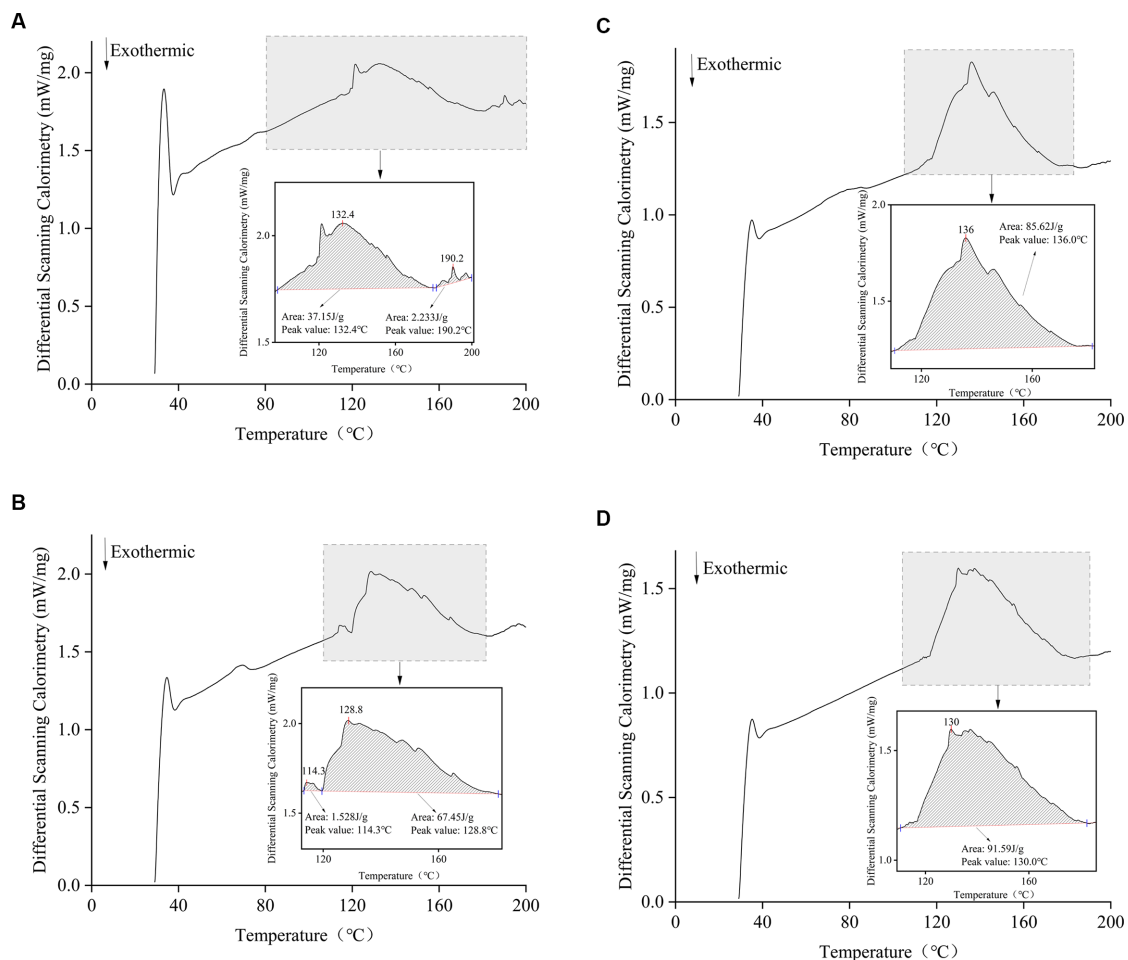 A
Exothermic
Differential Scanning Calorimetry (mW/mg)
2.0
1.5
1.0
0.5
0.0
0 40 80 120 160 200
Temperature（℃）
Differential Scanning Calorimetry (mW/mg)
2.0
1.5
132.4
190.2
Area: 37.15J/g
Peak value: 132.4℃
Area: 2.233J/g
Peak value: 190.2℃
120 160 200
Temperature（℃）
B
Exothermic
Differential Scanning Calorimetry (mW/mg)
2.0
1.5
1.0
0.5
0.0
0 40 80 120 160 200
Temperature（℃）
Differential Scanning Calorimetry (mW/mg)
2.0
1.5
128.8
114.3
Area: 1.528J/g
Peak value: 114.3℃
Area: 67.45J/g
Peak value: 128.8℃
120 160
Temperature（℃）
C
Exothermic
Differential Scanning Calorimetry (mW/mg)
1.5
1.0
0.5
0.0
0 40 80 120 160 200
Temperature（℃）
Differential Scanning Calorimetry (mW/mg)
2.0
1.5
136
Area: 85.62J/g
Peak value: 136.0℃
120 160
Temperature（℃）
D
Exothermic
Differential Scanning Calorimetry (mW/mg)
1.5
1.0
0.5
0.0
0 40 80 120 160 200
Temperature（℃）
Differential Scanning Calorimetry (mW/mg)
1.5
1.0
130
Area: 91.59J/g
Peak value: 130.0℃
120 160
Temperature（℃）